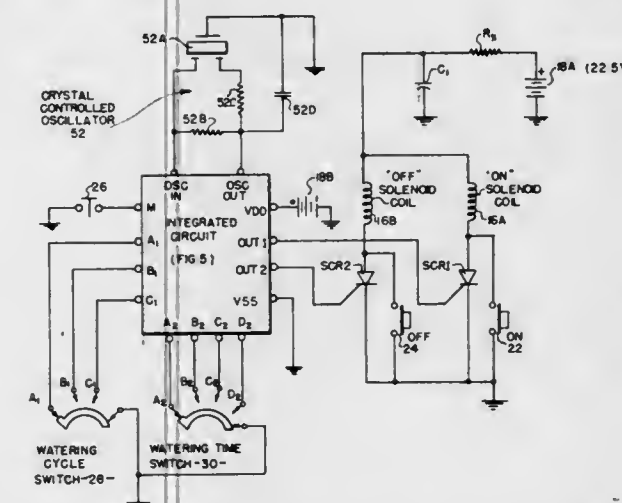 52A
CRYSTAL
CONTROLLED
OSCILLATOR
52
52B
52C
52D
C1
RS
+
18A (22.5V
26
M
A1
B1
C1
OSC
IN
OSC
OUT
INTEGRATED
CIRCUIT
(FIG.5)
VDD
+
18B
OUT 1
OUT 2
VSS
A2
B2
C2
D2
"OFF"
SOLENOID
COIL
46B
"ON"
SOLENOID
COIL
16A
SCR2
SCR1
OFF
24
ON
22
A1
B1
C1
A2
B2
C2
D2
WATERING
CYCLE
SWITCH-28-
WATERING TIME
SWITCH-30-